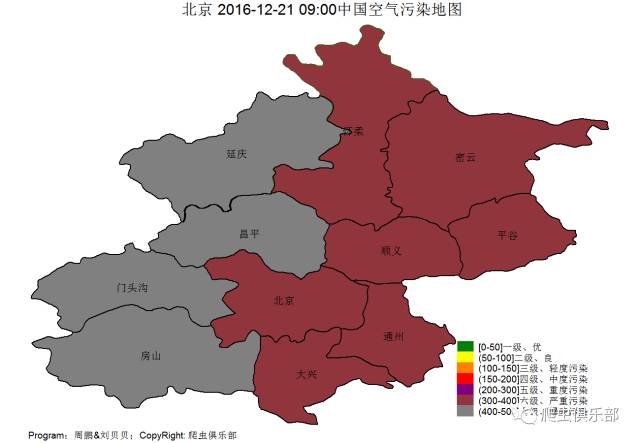 北京 2016-12-21 09:00中国空气污染地图
怀柔
延庆
密云
昌平
平谷
顺义
门头沟
北京
通州
房山
大兴
[0-50]一级、优
(50-100]二级、良
(100-150]三级、轻度污染
(150-200]四级、中度污染
(200-300]五级、重度污染
(300-400]六级、严重污染
(400-50
爬虫俱乐部
Program：周鹏&刘贝贝；CopyRight: 爬虫俱乐部